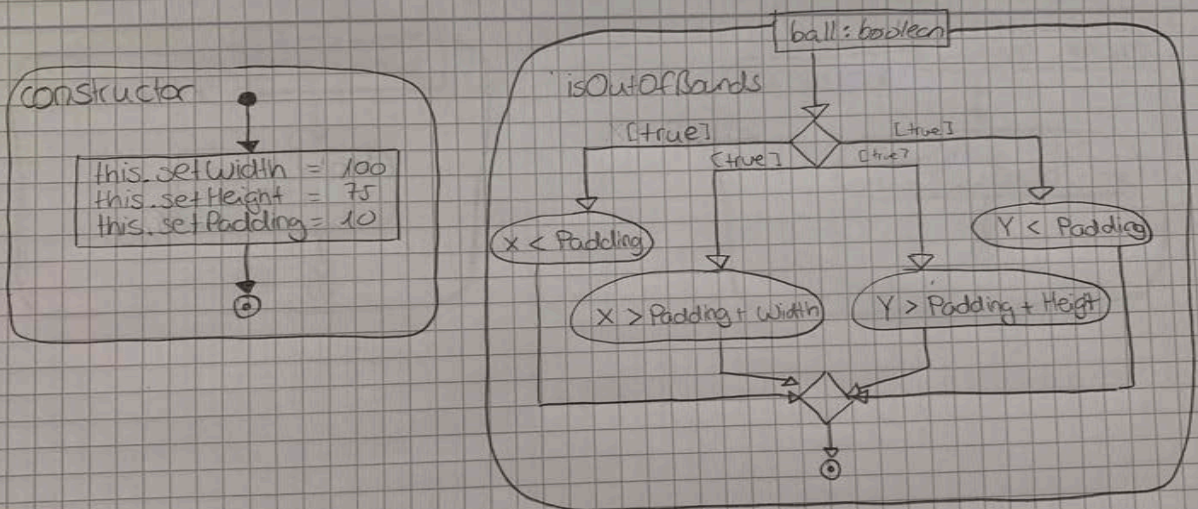 constructor
this.setWidth = 100
this.setHeight = 75
this.setPadding = 10
ball : boolean
isOutOfBands
[true]
[true]
[true]
[true]
X < Padding
Y < Padding
X > Padding + Width
Y > Padding + Heigt